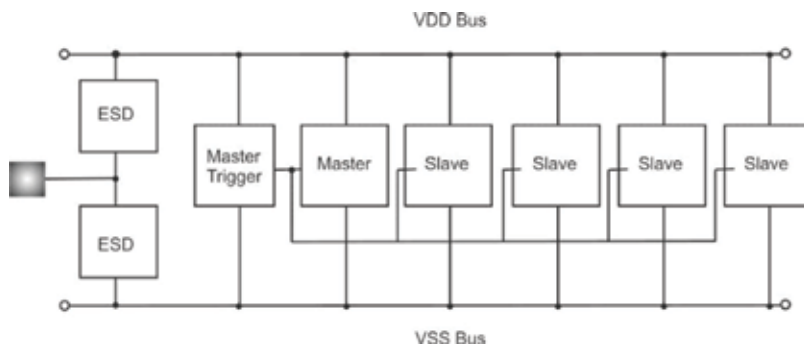 VDD Bus
ESD
Master
Trigger
Master
Slave
Slave
Slave
Slave
ESD
VSS Bus